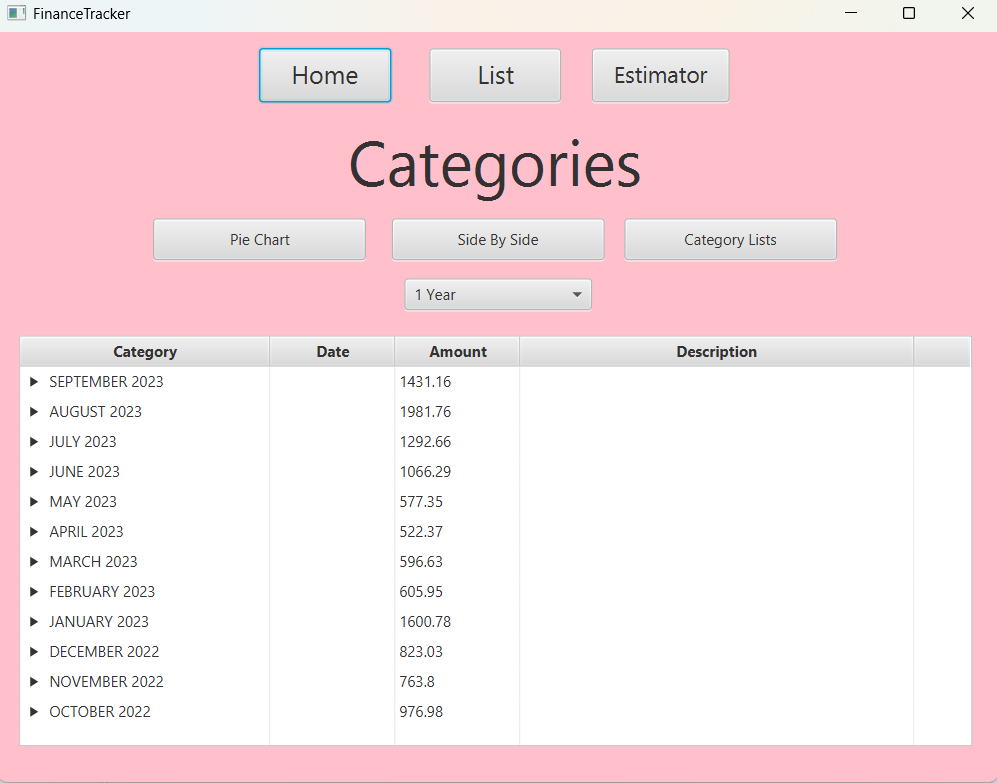 FinanceTracker
Home List Estimator
Categories
Pie Chart Side By Side Category Lists
1 Year
Category Date Amount Description
SEPTEMBER 2023 1431.16
AUGUST 2023 1981.76
JULY 2023 1292.66
JUNE 2023 1066.29
MAY 2023 577.35
APRIL 2023 522.37
MARCH 2023 596.63
FEBRUARY 2023 605.95
JANUARY 2023 1600.78
DECEMBER 2022 823.03
NOVEMBER 2022 763.8
OCTOBER 2022 976.98